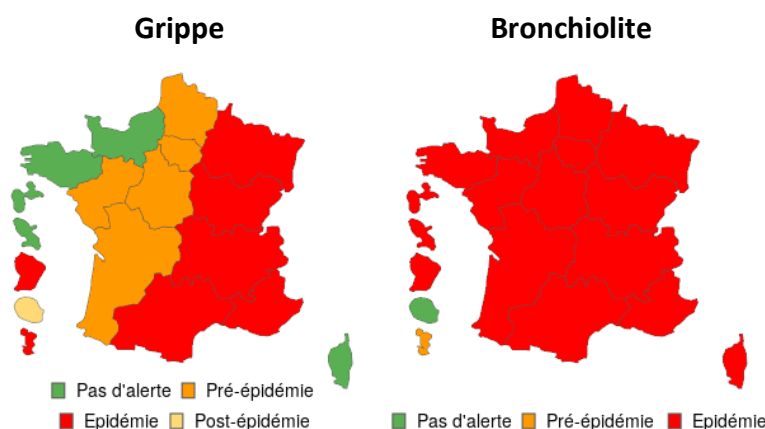 Grippe
Bronchiolite
Pas d'alerte Pré-épidémie
Epidémie Post-épidémie
Pas d'alerte Pré-épidémie Epidémie